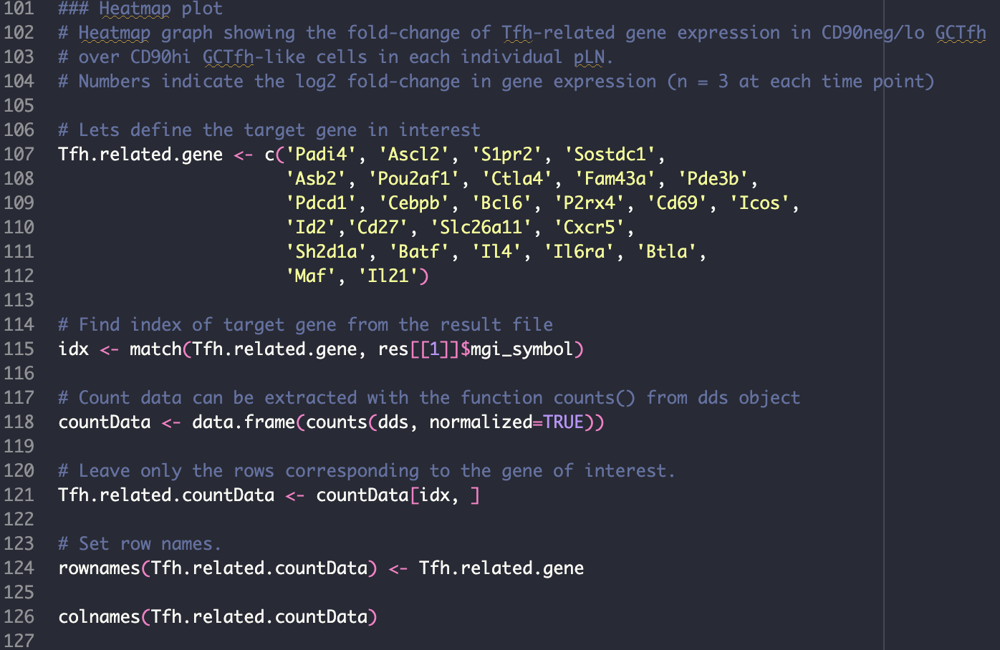 101 ### Heatmap plot
102 # Heatmap graph showing the fold-change of Tfh-related gene expression in CD90neg/lo GCTfh
103 # over CD90hi GCTfh-like cells in each individual pLN.
104 # Numbers indicate the log2 fold-change in gene expression (n = 3 at each time point)
105
106 # Lets define the target gene in interest
107 Tfh.related.gene <- c('Padi4', 'Ascl2', 'S1pr2', 'Sostdc1',
108                       'Asb2', 'Pou2af1', 'Ctla4', 'Fam43a', 'Pde3b',
109                       'Pdcd1', 'Cebpb', 'Bcl6', 'P2rx4', 'Cd69', 'Icos',
110                       'Id2','Cd27', 'Slc26a11', 'Cxcr5',
111                       'Sh2d1a', 'Batf', 'Il4', 'Il6ra', 'Btla',
112                       'Maf', 'Il21')
113
114 # Find index of target gene from the result file
115 idx <- match(Tfh.related.gene, res[[1]]$mgi_symbol)
116
117 # Count data can be extracted with the function counts() from dds object
118 countData <- data.frame(counts(dds, normalized=TRUE))
119
120 # Leave only the rows corresponding to the gene of interest.
121 Tfh.related.countData <- countData[idx, ]
122
123 # Set row names.
124 rownames(Tfh.related.countData) <- Tfh.related.gene
125
126 colnames(Tfh.related.countData)
127